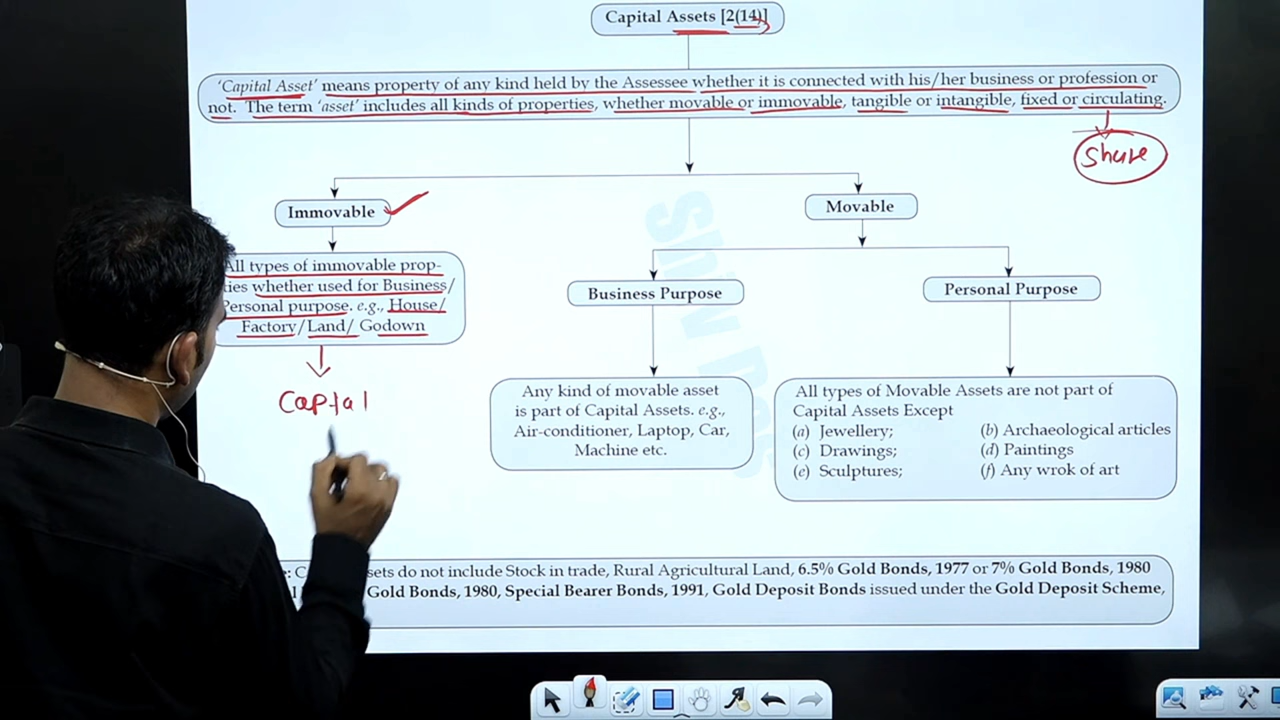 Capital Assets [2(14)]
'Capital Asset' means property of any kind held by the Assessee whether it is connected with his/her business or profession or
not. The term 'asset' includes all kinds of properties, whether movable or immovable, tangible or intangible, fixed or circulating.
Share
Immovable
Movable
All types of immovable prop-
ties whether used for Business/
Personal purpose. e.g., House/
Factory/Land/ Godown
Capital
Business Purpose
Personal Purpose
Any kind of movable asset
is part of Capital Assets. e.g.,
Air-conditioner, Laptop, Car,
Machine etc.
All types of Movable Assets are not part of
Capital Assets Except
(a) Jewellery; (b) Archaeological articles
(c) Drawings; (d) Paintings
(e) Sculptures; (f) Any wrok of art
sets do not include Stock in trade, Rural Agricultural Land, 6.5% Gold Bonds, 1977 or 7% Gold Bonds, 1980
Gold Bonds, 1980, Special Bearer Bonds, 1991, Gold Deposit Bonds issued under the Gold Deposit Scheme,